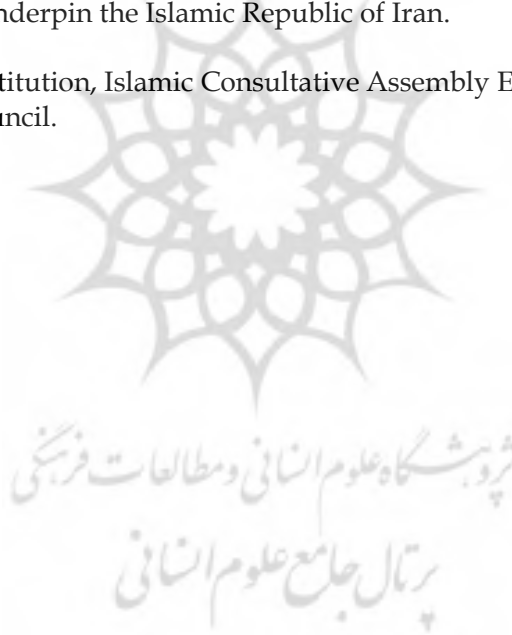 nderpin the Islamic Republic of Iran.
titution, Islamic Consultative Assembly E
uncil.
پژوهشگاه علوم انسانی و مطالعات فرهنگی
پرتال جامع علوم انسانی